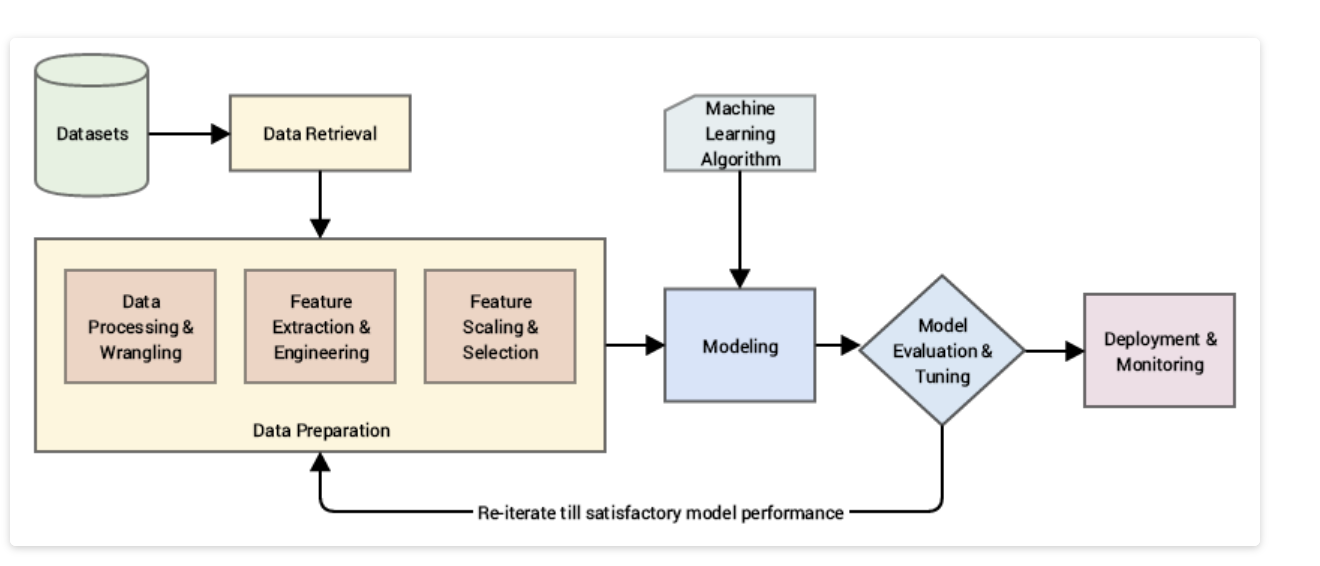 Datasets
Data Retrieval
Machine
Learning
Algorithm
Data
Processing &
Wrangling
Feature
Extraction &
Engineering
Feature
Scaling &
Selection
Data Preparation
Modeling
Model
Evaluation &
Tuning
Deployment &
Monitoring
Re-iterate till satisfactory model performance